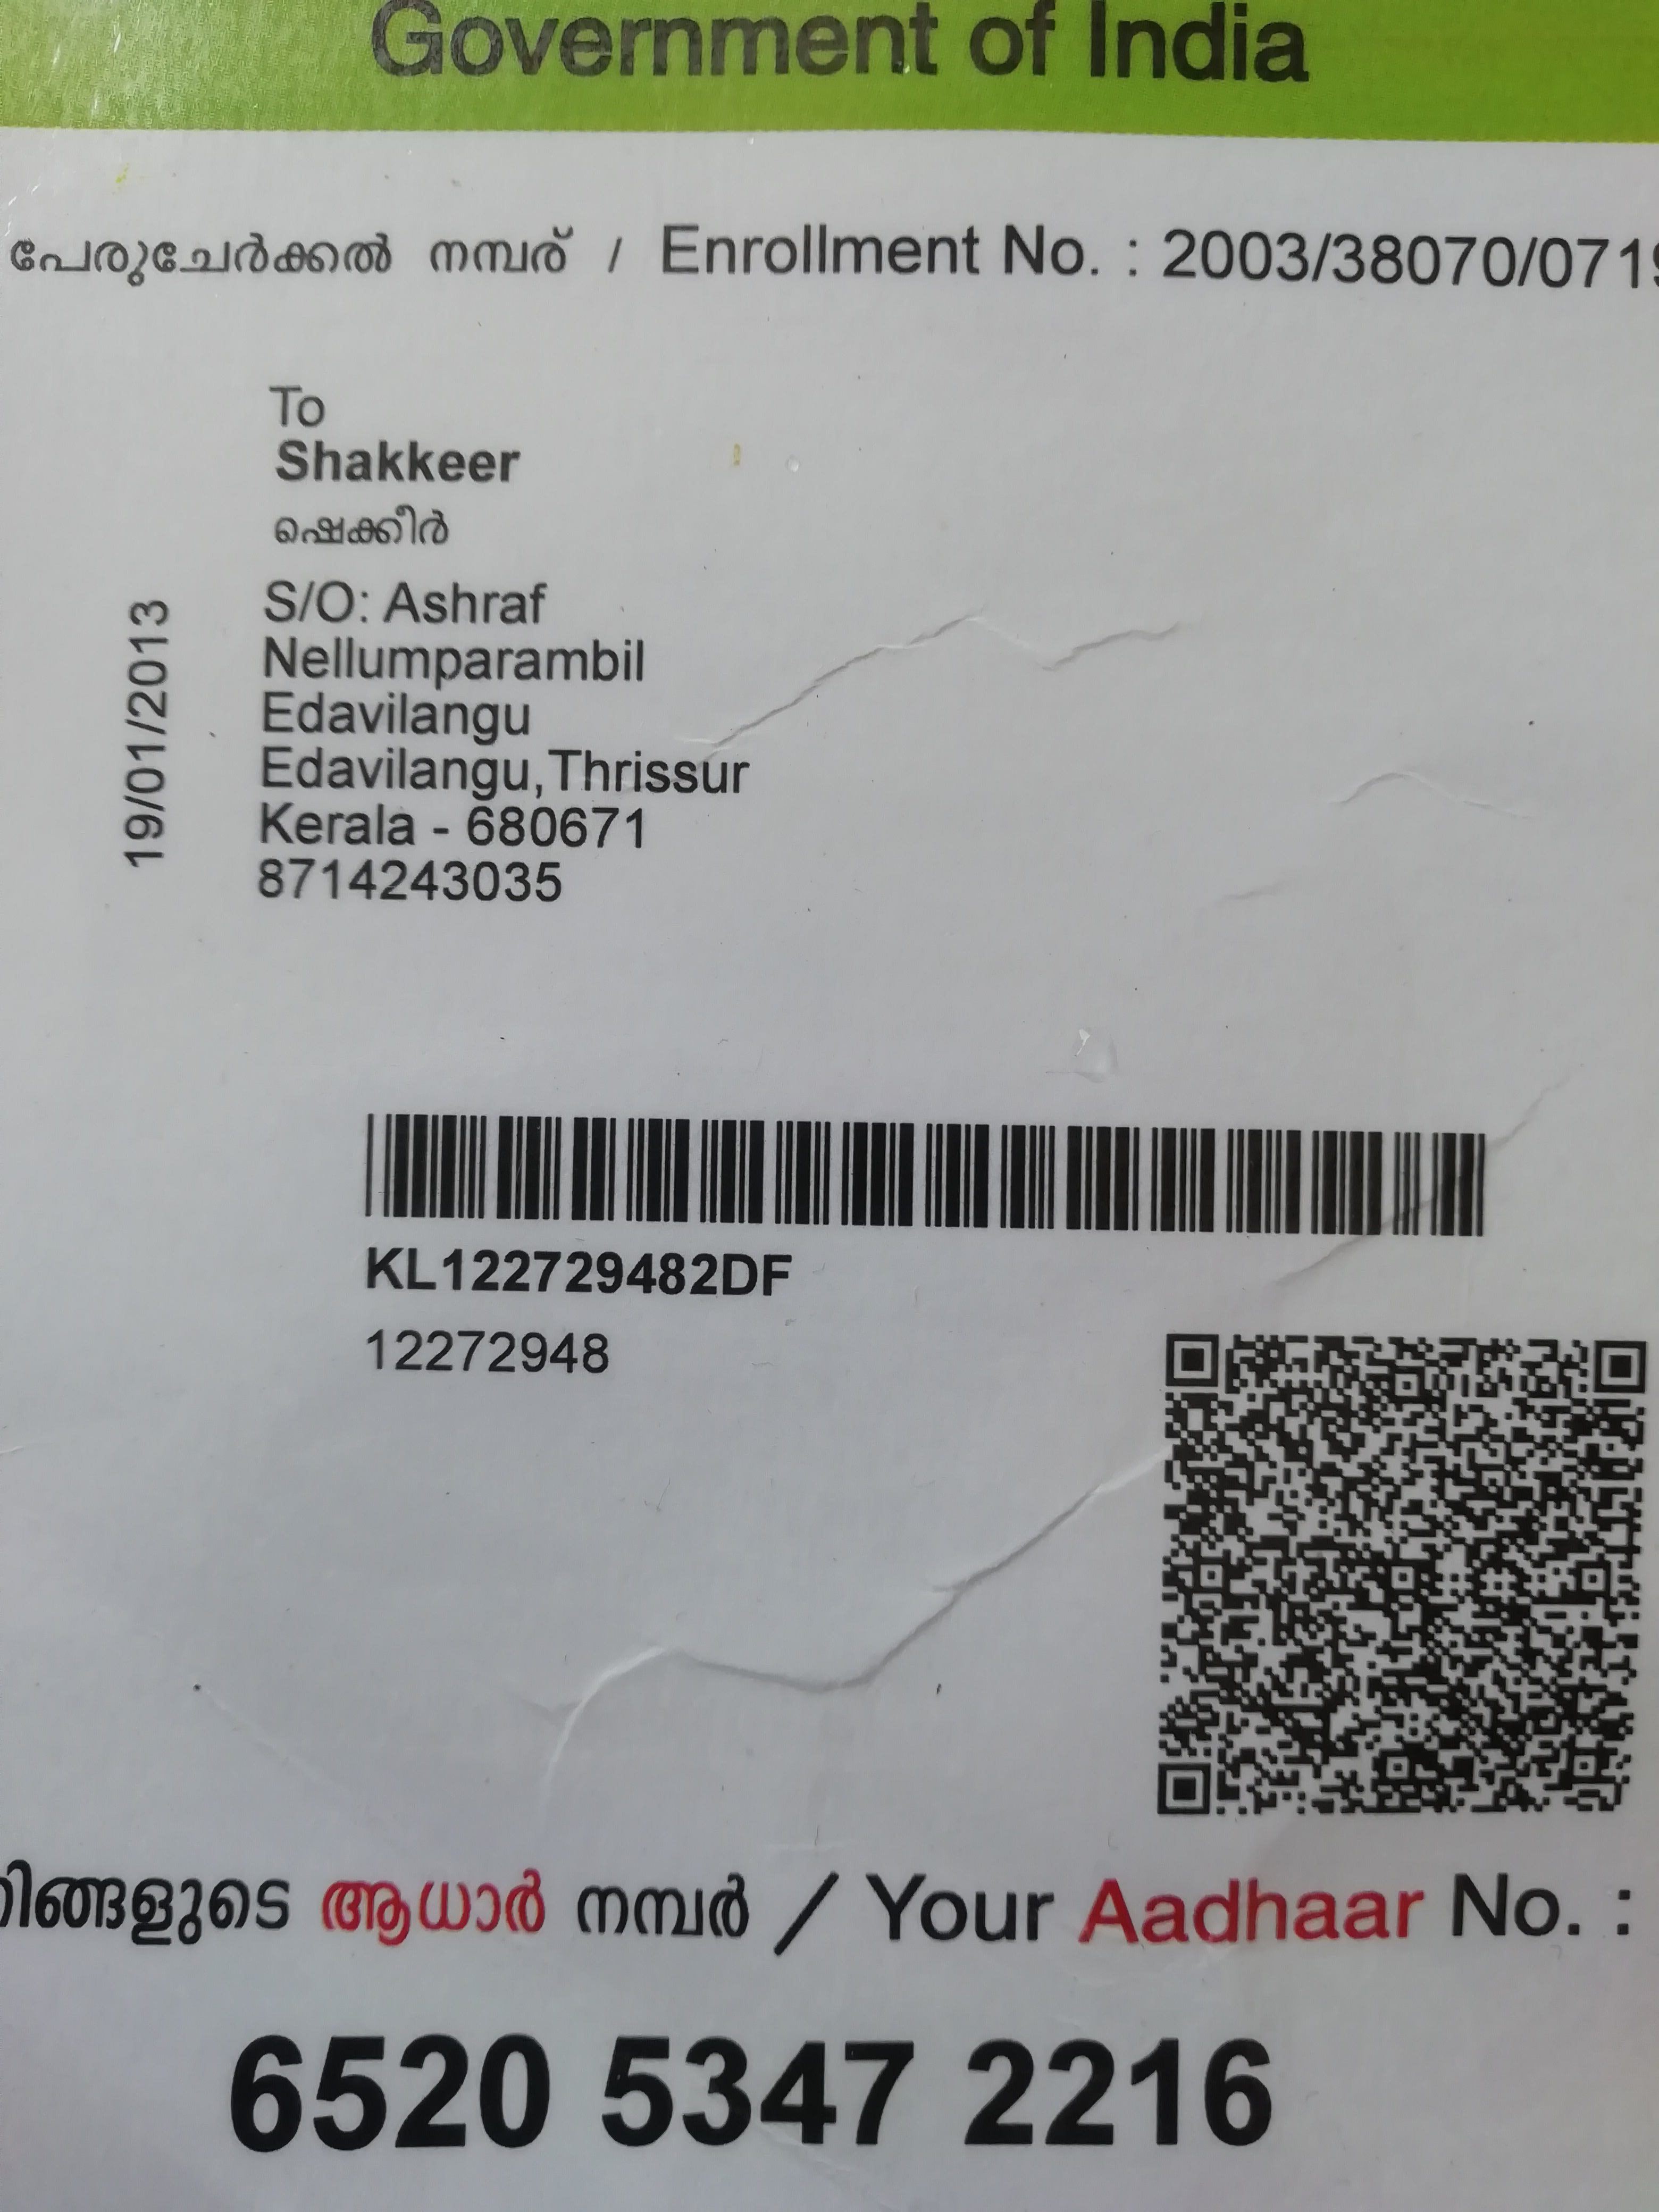 Government of India
പേരുചേർക്കൽ നമ്പര് / Enrollment No. : 2003/38070/0719
To
Shakkeer
ഷെക്കീർ
S/O: Ashraf
Nellumparambil
Edavilangu
Edavilangu,Thrissur
Kerala - 680671
8714243035
19/01/2013
KL122729482DF
12272948
നിങ്ങളുടെ ആധാർ നമ്പർ / Your Aadhaar No. :
6520 5347 2216